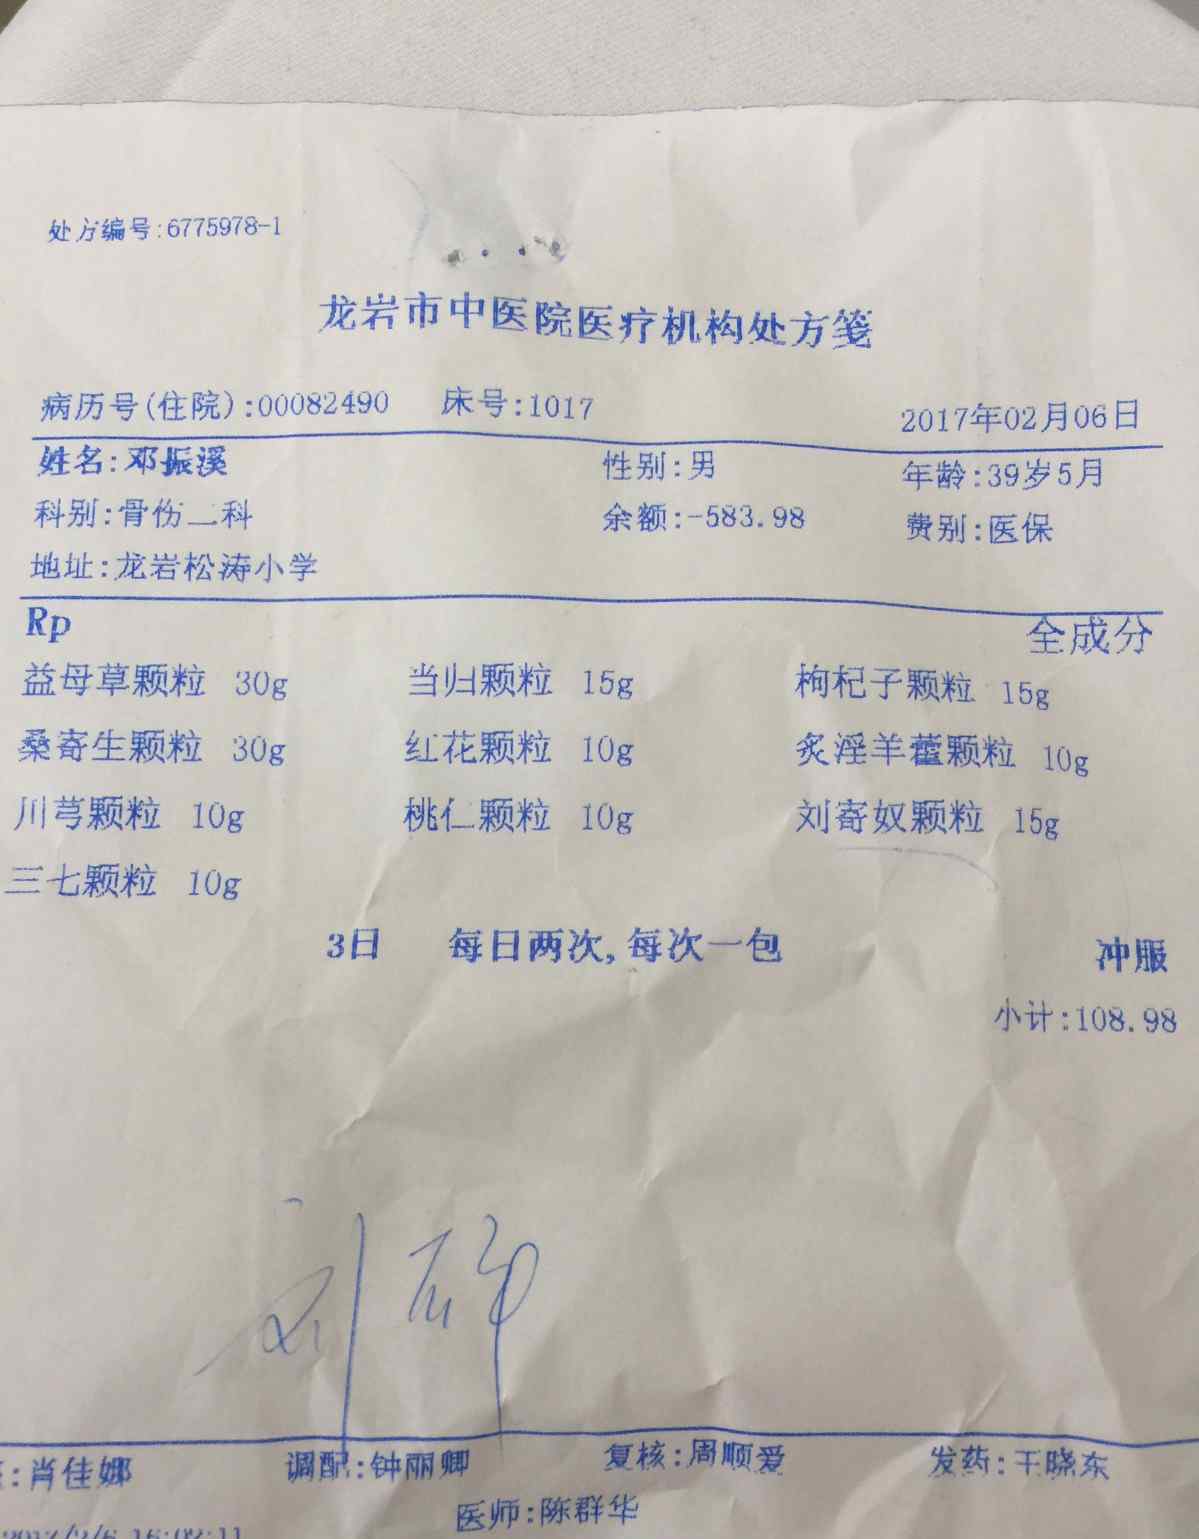 处方编号:6775978-1
龙岩市中医院医疗机构处方笺
病历号(住院):00082490 床号:1017 2017年02月06日
姓名:邓振溪 性别:男 年龄:39岁5月
科别:骨伤二科 余额:-583.98 费别:医保
地址:龙岩松涛小学
Rp 全成分
益母草颗粒 30g 当归颗粒 15g 枸杞子颗粒 15g
桑寄生颗粒 30g 红花颗粒 10g 炙淫羊藿颗粒 10g
川芎颗粒 10g 桃仁颗粒 10g 刘寄奴颗粒 15g
三七颗粒 10g
3日 每日两次,每次一包 冲服
小计:108.98
:肖佳娜 调配:钟丽卿 复核:周顺爱 发药:王晓东
医师:陈群华